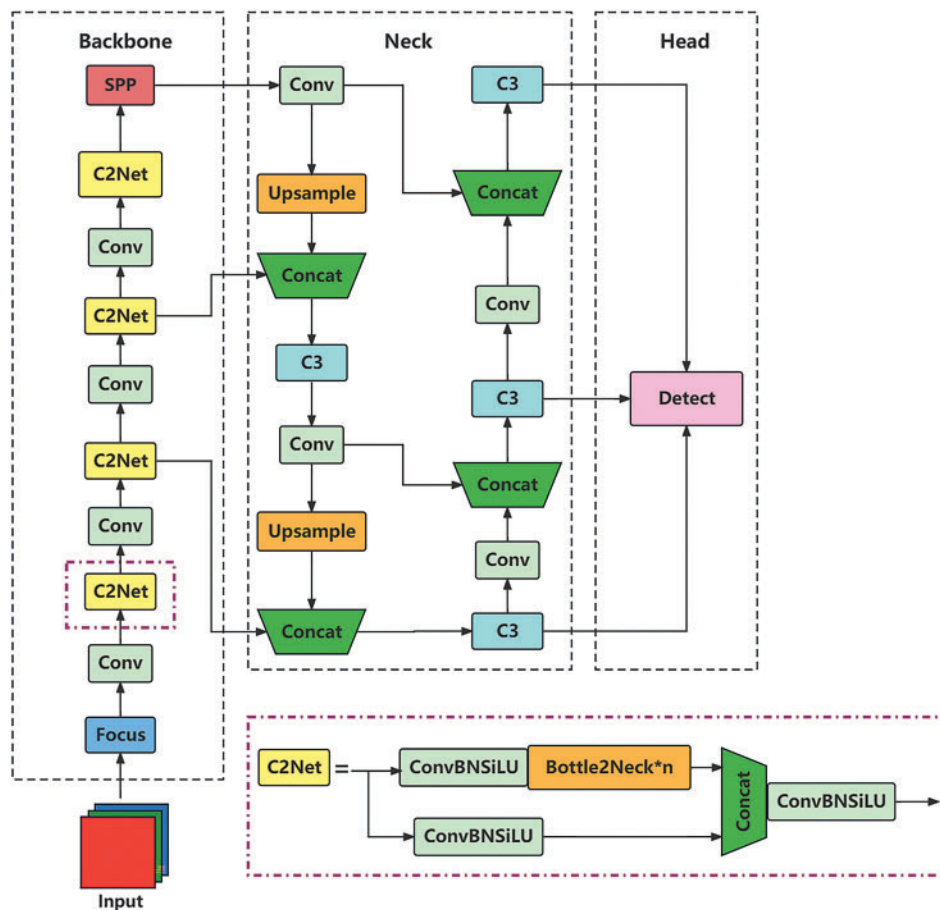 Backbone
SPP
C2Net
Conv
C2Net
Conv
C2Net
Conv
C2Net
Conv
Focus
Input
Neck
Conv
Upsample
Concat
C3
Conv
Upsample
Concat
C3
Concat
Conv
C3
Concat
Conv
C3
Head
Detect
C2Net = ConvBNSiLU Bottle2Neck*n
ConvBNSiLU
Concat
ConvBNSiLU